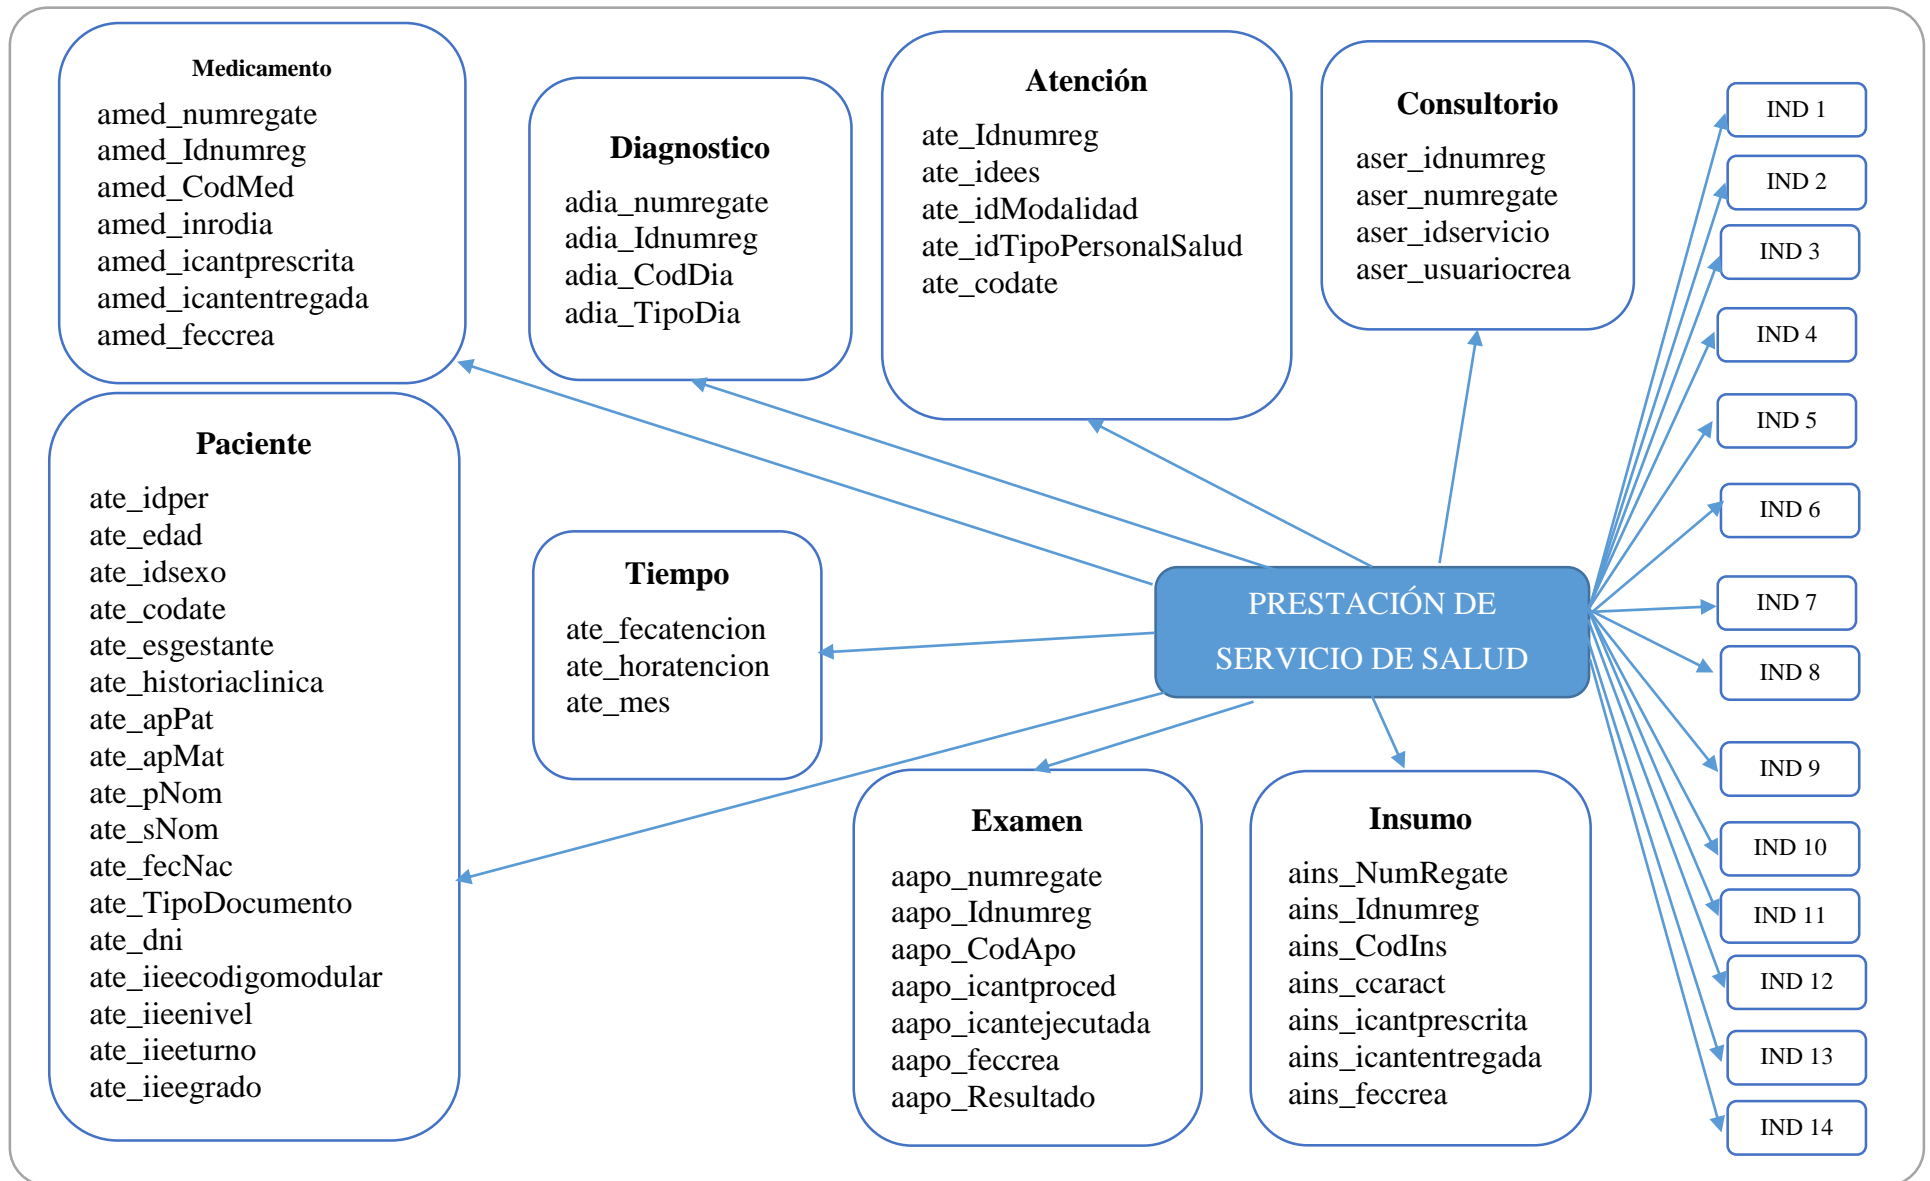 Medicamento
amed_numregate
amed_Idnumreg
amed_CodMed
amed_inrodia
amed_icantprescrita
amed_icantentregada
amed_feccrea
Diagnostico
adia_numregate
adia_Idnumreg
adia_CodDia
adia_TipoDia
Atención
ate_Idnumreg
ate_idees
ate_idModalidad
ate_idTipoPersonalSalud
ate_codate
Consultorio
aser_idnumreg
aser_numregate
aser_idservicio
aser_usuariocrea
Paciente
ate_idper
ate_edad
ate_idsexo
ate_codate
ate_esgestante
ate_historiaclinica
ate_apPat
ate_apMat
ate_pNom
ate_sNom
ate_fecNac
ate_TipoDocumento
ate_dni
ate_iieecodigomodular
ate_iieenivel
ate_iieeturno
ate_iieegrado
Tiempo
ate_fecatencion
ate_horatencion
ate_mes
PRESTACIÓN DE
SERVICIO DE SALUD
Examen
aapo_numregate
aapo_Idnumreg
aapo_CodApo
aapo_icantproced
aapo_icantejecutada
aapo_feccrea
aapo_Resultado
Insumo
ains_NumRegate
ains_Idnumreg
ains_CodIns
ains_ccaract
ains_icantprescrita
ains_icantentregada
ains_feccrea
IND 1
IND 2
IND 3
IND 4
IND 5
IND 6
IND 7
IND 8
IND 9
IND 10
IND 11
IND 12
IND 13
IND 14